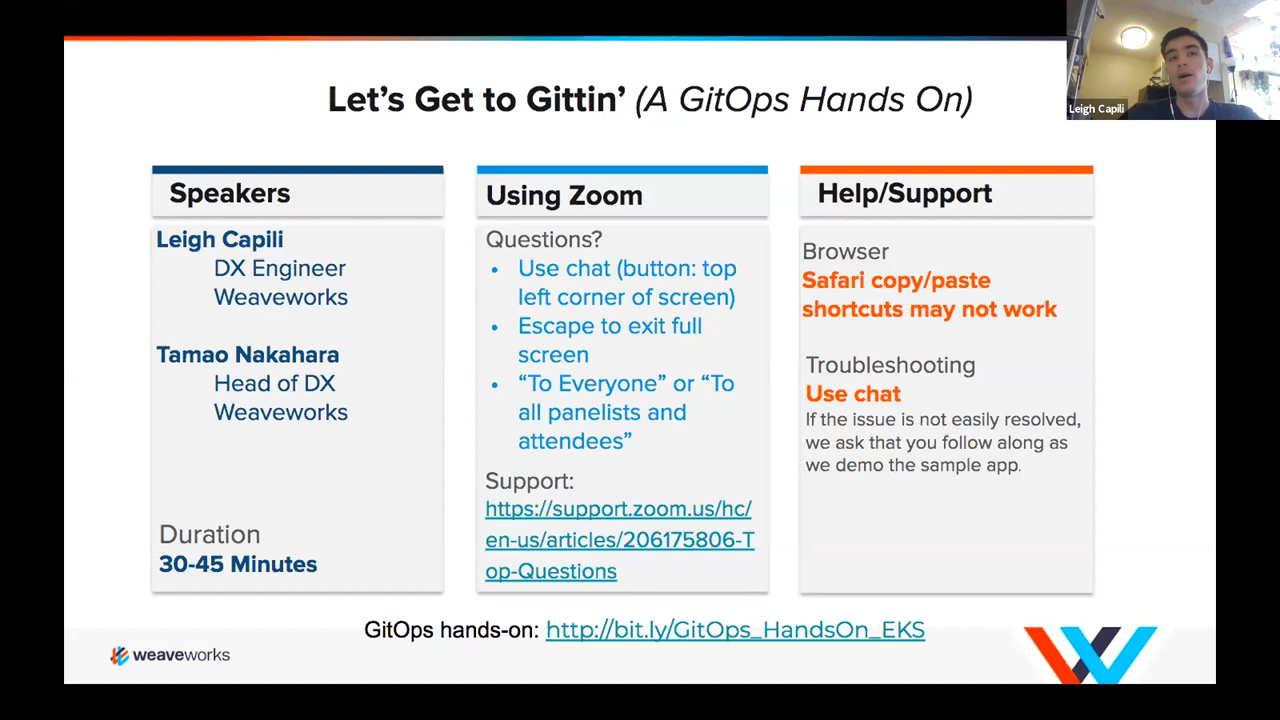 Let's Get to Gittin' (A GitOps Hands On)
Leigh Capili
Speakers
Leigh Capili
DX Engineer
Weaveworks
Tamao Nakahara
Head of DX
Weaveworks
Duration
30-45 Minutes
Using Zoom
Questions?
• Use chat (button: top
left corner of screen)
• Escape to exit full
screen
• “To Everyone” or “To
all panelists and
attendees”
Support:
https://support.zoom.us/hc/
en-us/articles/206175806-T
op-Questions
Help/Support
Browser
Safari copy/paste
shortcuts may not work
Troubleshooting
Use chat
If the issue is not easily resolved,
we ask that you follow along as
we demo the sample app.
GitOps hands-on: http://bit.ly/GitOps_HandsOn_EKS
weaveworks